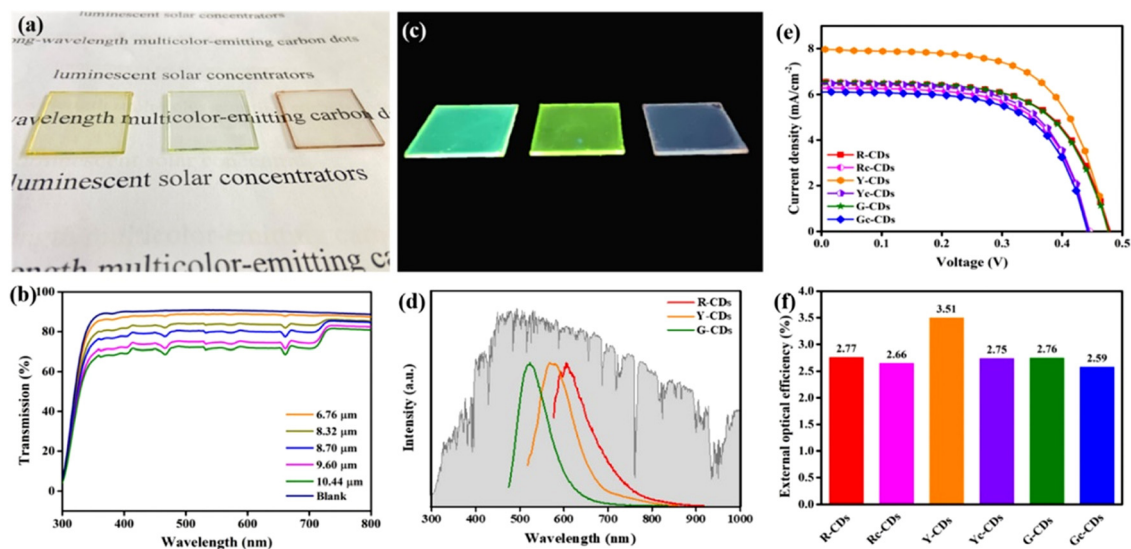 (a)
luminescent solar concentrators
ong-wavelength multicolor-emitting carbon dots
luminescent solar concentrators
wavelength multicolor-emitting carbon do
luminescent solar concentrators
ength multicolor-emitting ca
(c)
(e)
Current density (mA/cm⁻²)
8
6
4
2
0
R-CDs
Rc-CDs
Y-CDs
Yc-CDs
G-CDs
Gc-CDs
0.0 0.1 0.2 0.3 0.4 0.5
Voltage (V)
(b)
Transmission (%)
100
80
60
40
20
0
6.76 μm
8.32 μm
8.70 μm
9.60 μm
10.44 μm
Blank
300 400 500 600 700 800
Wavelength (nm)
(d)
Intensity (a.u.)
R-CDs
Y-CDs
G-CDs
300 400 500 600 700 800 900 1000
Wavelength (nm)
(f)
External optical efficiency (%)
4.0
3.5
3.0
2.5
2.0
1.5
1.0
0.5
0.0
2.77
2.66
3.51
2.75
2.76
2.59
R-CDs
Rc-CDs
Y-CDs
Yc-CDs
G-CDs
Gc-CDs